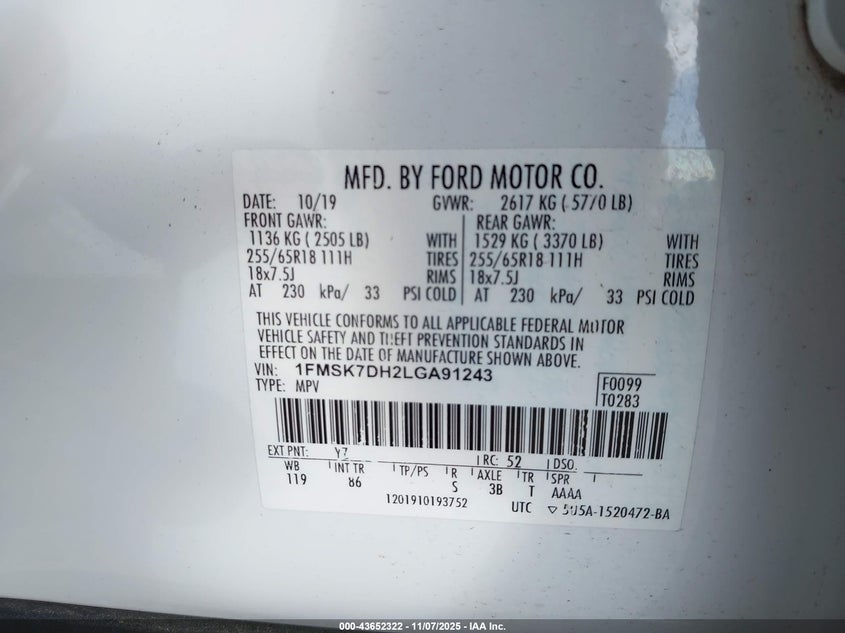 MFD. BY FORD MOTOR CO.
DATE: 10/19 GVWR: 2617 KG ( 5770 LB)
FRONT GAWR: REAR GAWR:
1136 KG ( 2505 LB) WITH 1529 KG ( 3370 LB) WITH
255/65R18 111H TIRES 255/65R18 111H TIRES
18x7.5J RIMS 18x7.5J RIMS
AT 230 kPa/ 33 PSI COLD AT 230 kPa/ 33 PSI COLD
THIS VEHICLE CONFORMS TO ALL APPLICABLE FEDERAL MOTOR
VEHICLE SAFETY AND THEFT PREVENTION STANDARDS IN
EFFECT ON THE DATE OF MANUFACTURE SHOWN ABOVE.
VIN: 1FMSK7DH2LGA91243
TYPE: MPV
F0099
T0283
EXT PNT: YZ RC: 52 DSO:
WB INT TR TP/PS R AXLE TR SPR
119 86 S 3B T AAAA
1201910193752 UTC ▽ 5U5A-1520472-BA
000-43652322 — 11/07/2025 — IAA Inc.